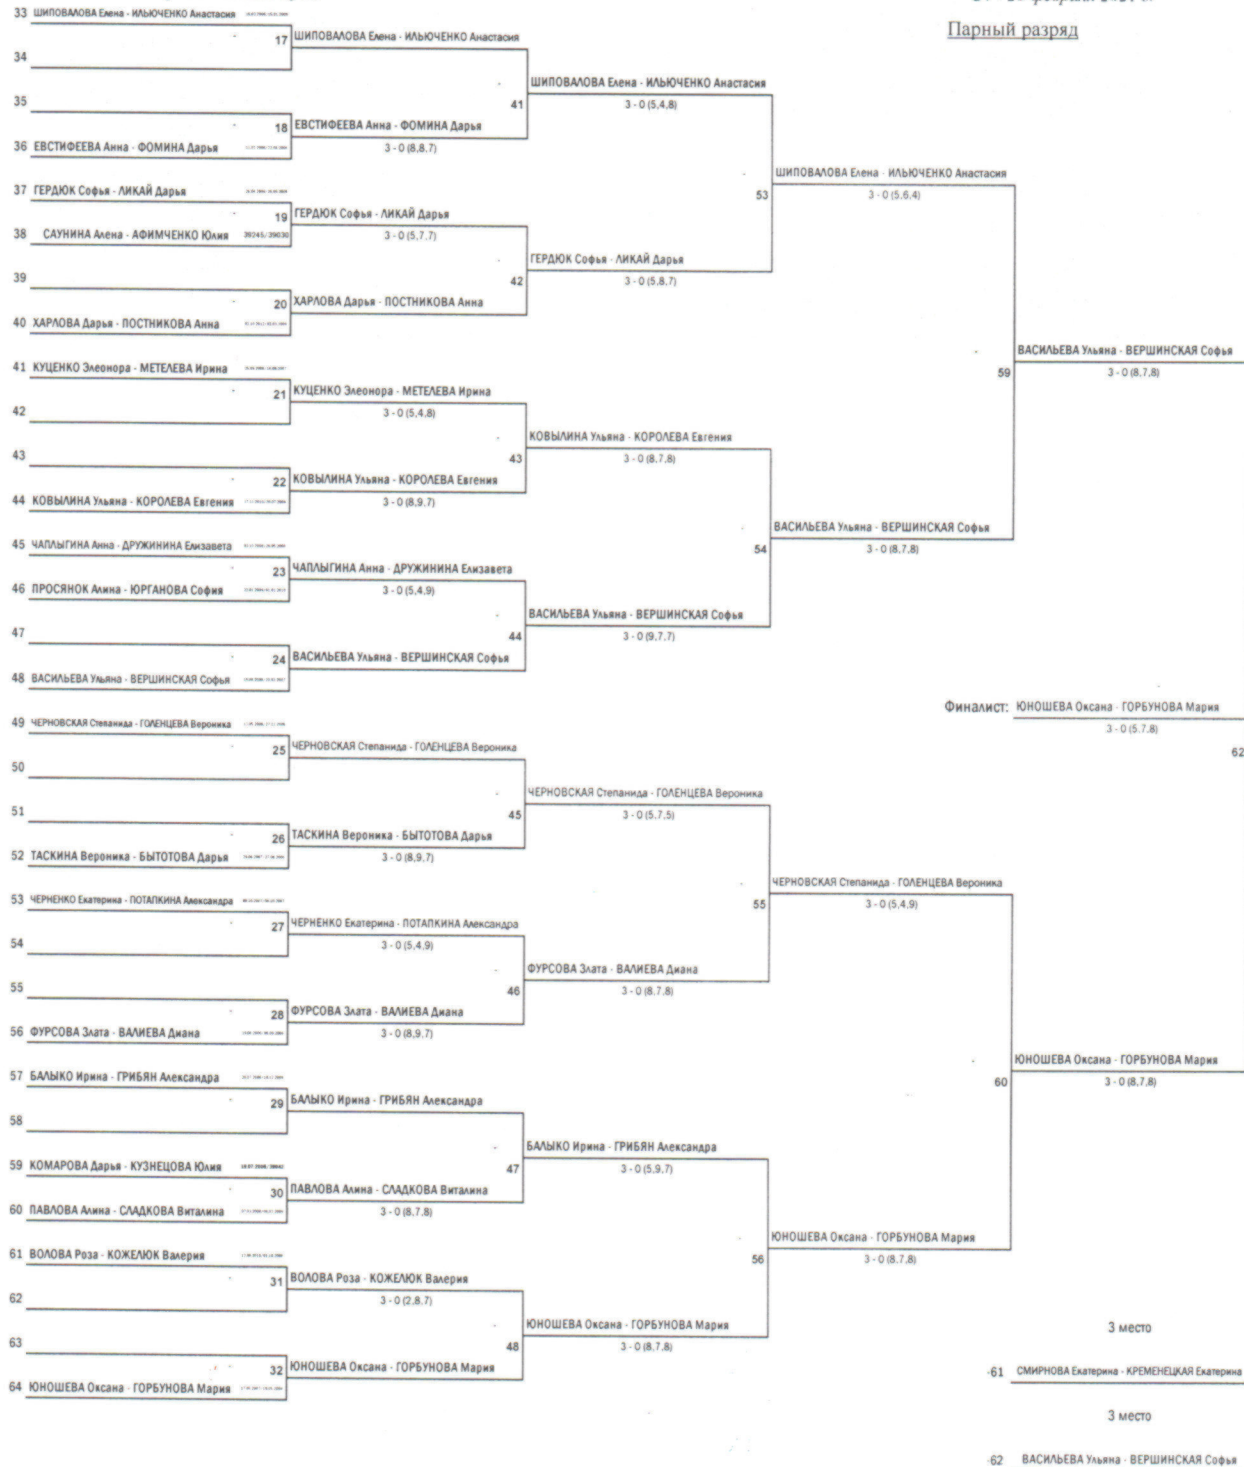 Парный разряд
33 ШИПОВАЛОВА Елена - ИЛЬЮЧЕНКО Анастасия
17 ШИПОВАЛОВА Елена - ИЛЬЮЧЕНКО Анастасия
34
41 ШИПОВАЛОВА Елена - ИЛЬЮЧЕНКО Анастасия
3 - 0 (5,4,8)
35
18 ЕВСТИФЕЕВА Анна - ФОМИНА Дарья
3 - 0 (8,8,7)
36 ЕВСТИФЕЕВА Анна - ФОМИНА Дарья
53 ШИПОВАЛОВА Елена - ИЛЬЮЧЕНКО Анастасия
3 - 0 (5,6,4)
37 ГЕРДЮК Софья - ЛИКАЙ Дарья
19 ГЕРДЮК Софья - ЛИКАЙ Дарья
3 - 0 (5,7,7)
38 САУНИНА Алена - АФИМЧЕНКО Юлия 39245/39030
42 ГЕРДЮК Софья - ЛИКАЙ Дарья
3 - 0 (5,8,7)
39
20 ХАРЛОВА Дарья - ПОСТНИКОВА Анна
40 ХАРЛОВА Дарья - ПОСТНИКОВА Анна
59 ВАСИЛЬЕВА Ульяна - ВЕРШИНСКАЯ Софья
3 - 0 (8,7,8)
41 КУЦЕНКО Элеонора - МЕТЕЛЕВА Ирина
21 КУЦЕНКО Элеонора - МЕТЕЛЕВА Ирина
3 - 0 (5,4,8)
42
43 КОВЫЛИНА Ульяна - КОРОЛЕВА Евгения
3 - 0 (8,7,8)
43
22 КОВЫЛИНА Ульяна - КОРОЛЕВА Евгения
3 - 0 (8,9,7)
44 КОВЫЛИНА Ульяна - КОРОЛЕВА Евгения
54 ВАСИЛЬЕВА Ульяна - ВЕРШИНСКАЯ Софья
3 - 0 (8,7,8)
45 ЧАПЛЫГИНА Анна - ДРУЖИНИНА Елизавета
23 ЧАПЛЫГИНА Анна - ДРУЖИНИНА Елизавета
3 - 0 (5,4,9)
46 ПРОСЯНОК Алина - ЮРГАНОВА София
44 ВАСИЛЬЕВА Ульяна - ВЕРШИНСКАЯ Софья
3 - 0 (9,7,7)
47
24 ВАСИЛЬЕВА Ульяна - ВЕРШИНСКАЯ Софья
48 ВАСИЛЬЕВА Ульяна - ВЕРШИНСКАЯ Софья
Финалист: ЮНОШЕВА Оксана - ГОРБУНОВА Мария
3 - 0 (5,7,8)
62
49 ЧЕРНОВСКАЯ Степанида - ГОЛЕНЦЕВА Вероника
25 ЧЕРНОВСКАЯ Степанида - ГОЛЕНЦЕВА Вероника
50
45 ЧЕРНОВСКАЯ Степанида - ГОЛЕНЦЕВА Вероника
3 - 0 (5,7,5)
51
26 ТАСКИНА Вероника - БЫТОТОВА Дарья
3 - 0 (8,9,7)
52 ТАСКИНА Вероника - БЫТОТОВА Дарья
55 ЧЕРНОВСКАЯ Степанида - ГОЛЕНЦЕВА Вероника
3 - 0 (5,4,9)
53 ЧЕРНЕНКО Екатерина - ПОТАПКИНА Александра
27 ЧЕРНЕНКО Екатерина - ПОТАПКИНА Александра
3 - 0 (5,4,9)
54
46 ФУРСОВА Злата - ВАЛИЕВА Диана
3 - 0 (8,7,8)
55
28 ФУРСОВА Злата - ВАЛИЕВА Диана
3 - 0 (8,9,7)
56 ФУРСОВА Злата - ВАЛИЕВА Диана
60 ЮНОШЕВА Оксана - ГОРБУНОВА Мария
3 - 0 (8,7,8)
57 БАЛЫКО Ирина - ГРИБЯН Александра
29 БАЛЫКО Ирина - ГРИБЯН Александра
58
47 БАЛЫКО Ирина - ГРИБЯН Александра
3 - 0 (5,9,7)
59 КОМАРОВА Дарья - КУЗНЕЦОВА Юлия
30 ПАВЛОВА Алина - СЛАДКОВА Виталина
3 - 0 (8,7,8)
60 ПАВЛОВА Алина - СЛАДКОВА Виталина
56 ЮНОШЕВА Оксана - ГОРБУНОВА Мария
3 - 0 (8,7,8)
61 ВОЛОВА Роза - КОЖЕЛЮК Валерия
31 ВОЛОВА Роза - КОЖЕЛЮК Валерия
3 - 0 (2,8,7)
62
48 ЮНОШЕВА Оксана - ГОРБУНОВА Мария
3 - 0 (8,7,8)
63
32 ЮНОШЕВА Оксана - ГОРБУНОВА Мария
64 ЮНОШЕВА Оксана - ГОРБУНОВА Мария
3 место
-61 СМИРНОВА Екатерина - КРЕМЕНЕЦКАЯ Екатерина
3 место
-62 ВАСИЛЬЕВА Ульяна - ВЕРШИНСКАЯ Софья